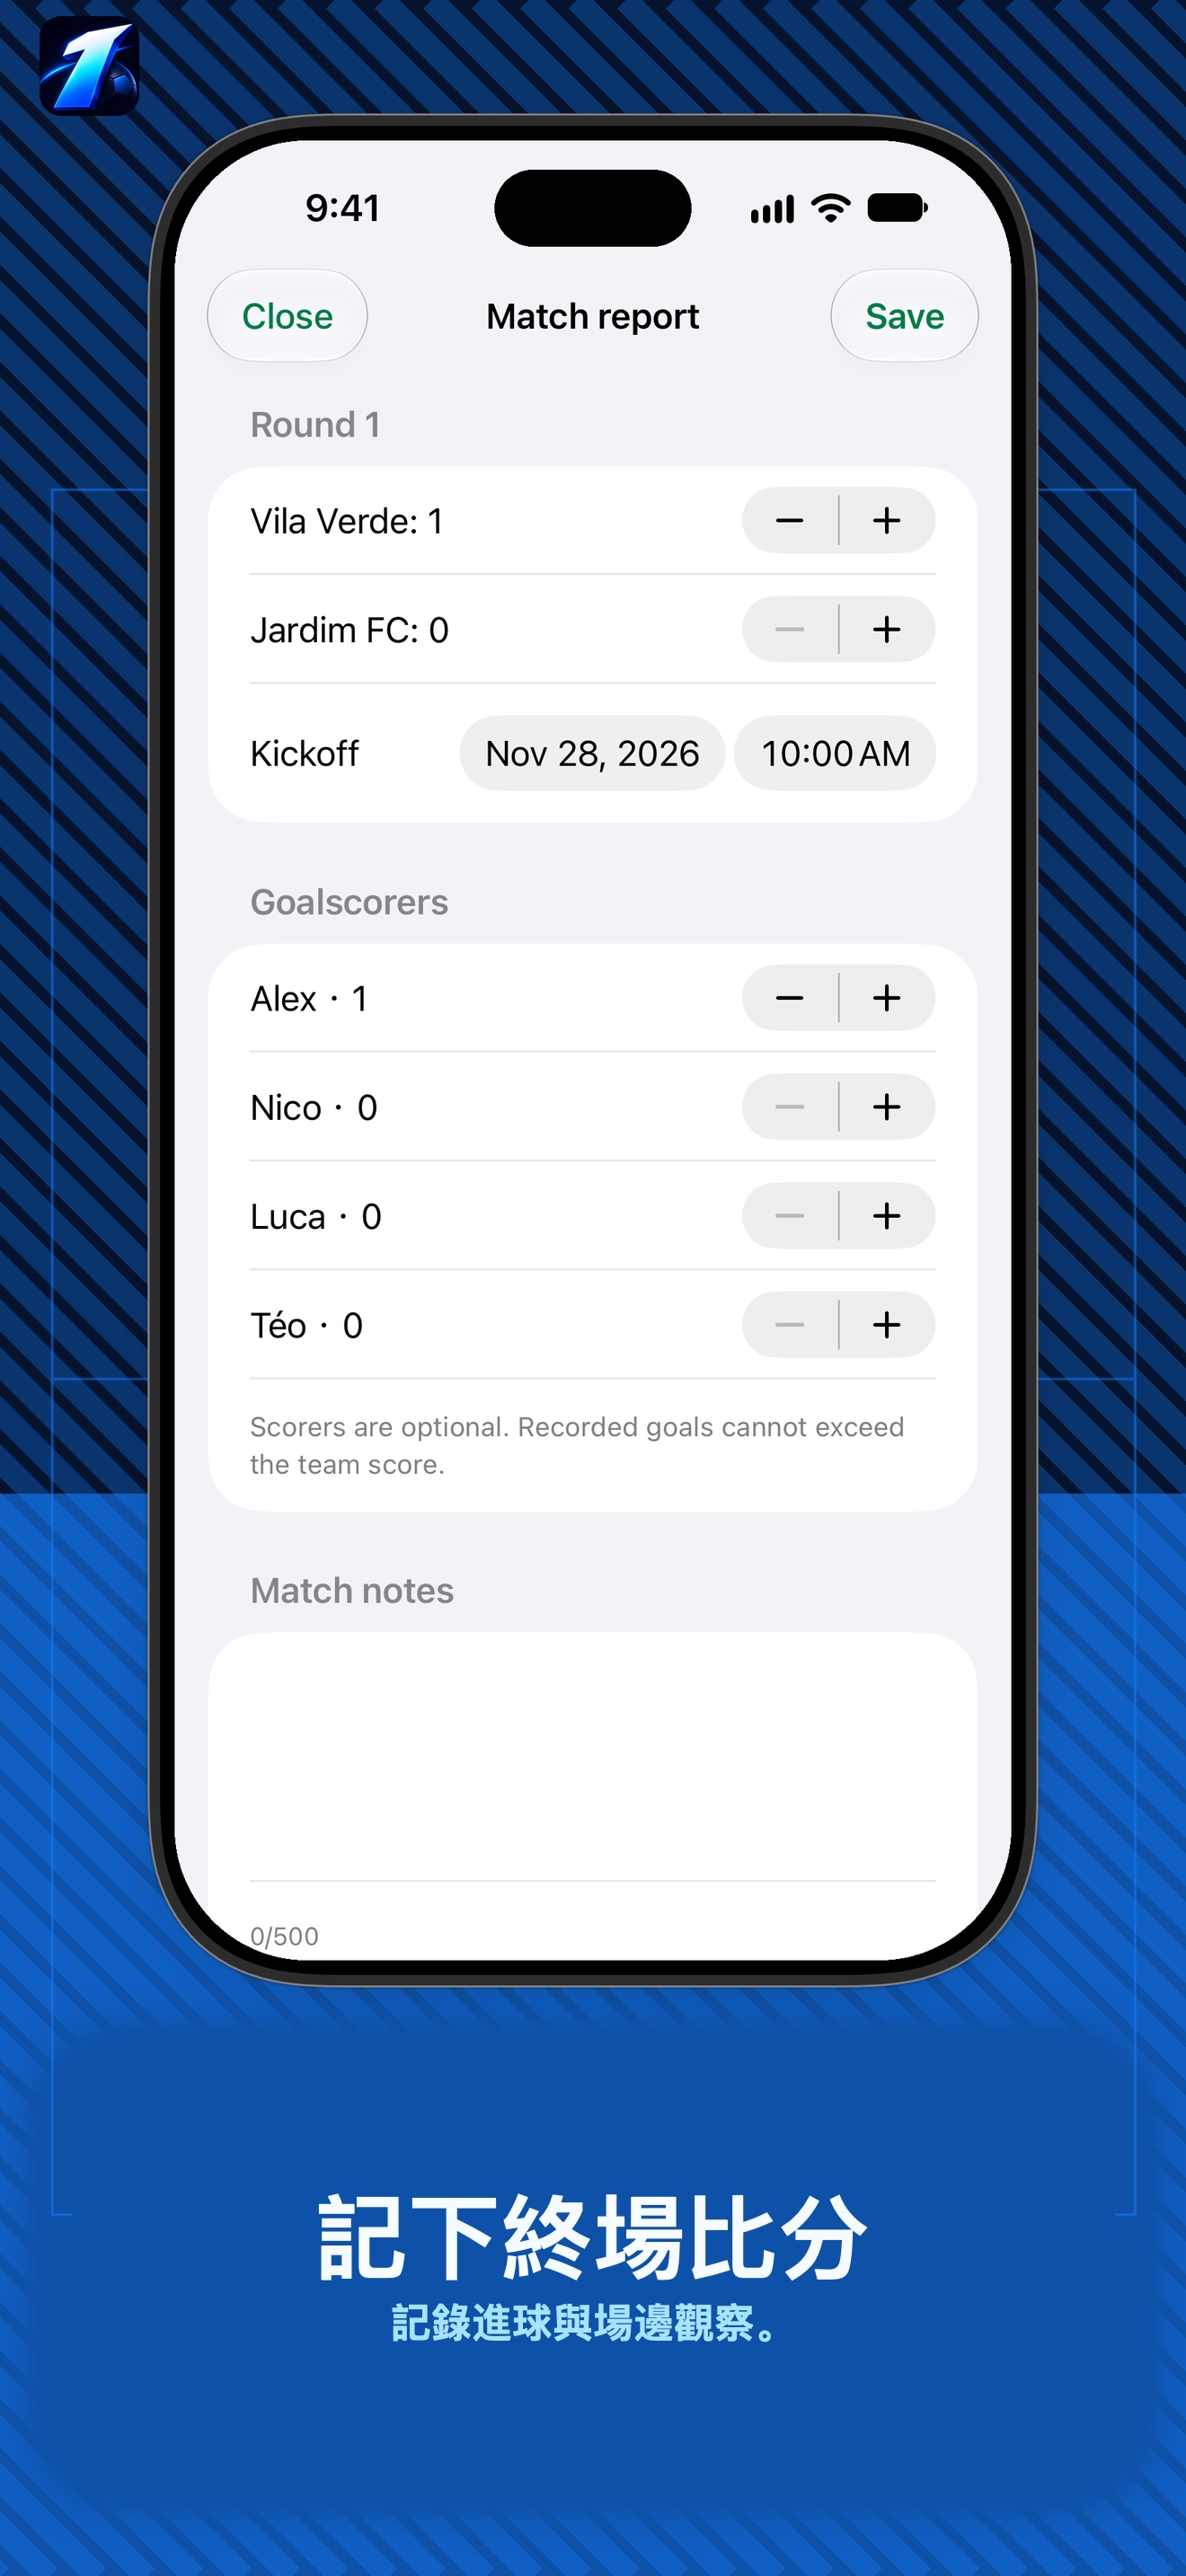 1
9:41
Close
Match report
Save
Round 1
Vila Verde: 1
Jardim FC: 0
Kickoff
Nov 28, 2026
10:00 AM
Goalscorers
Alex · 1
Nico · 0
Luca · 0
Téo · 0
Scorers are optional. Recorded goals cannot exceed
the team score.
Match notes
0/500
記下終場比分
記錄進球與場邊觀察。